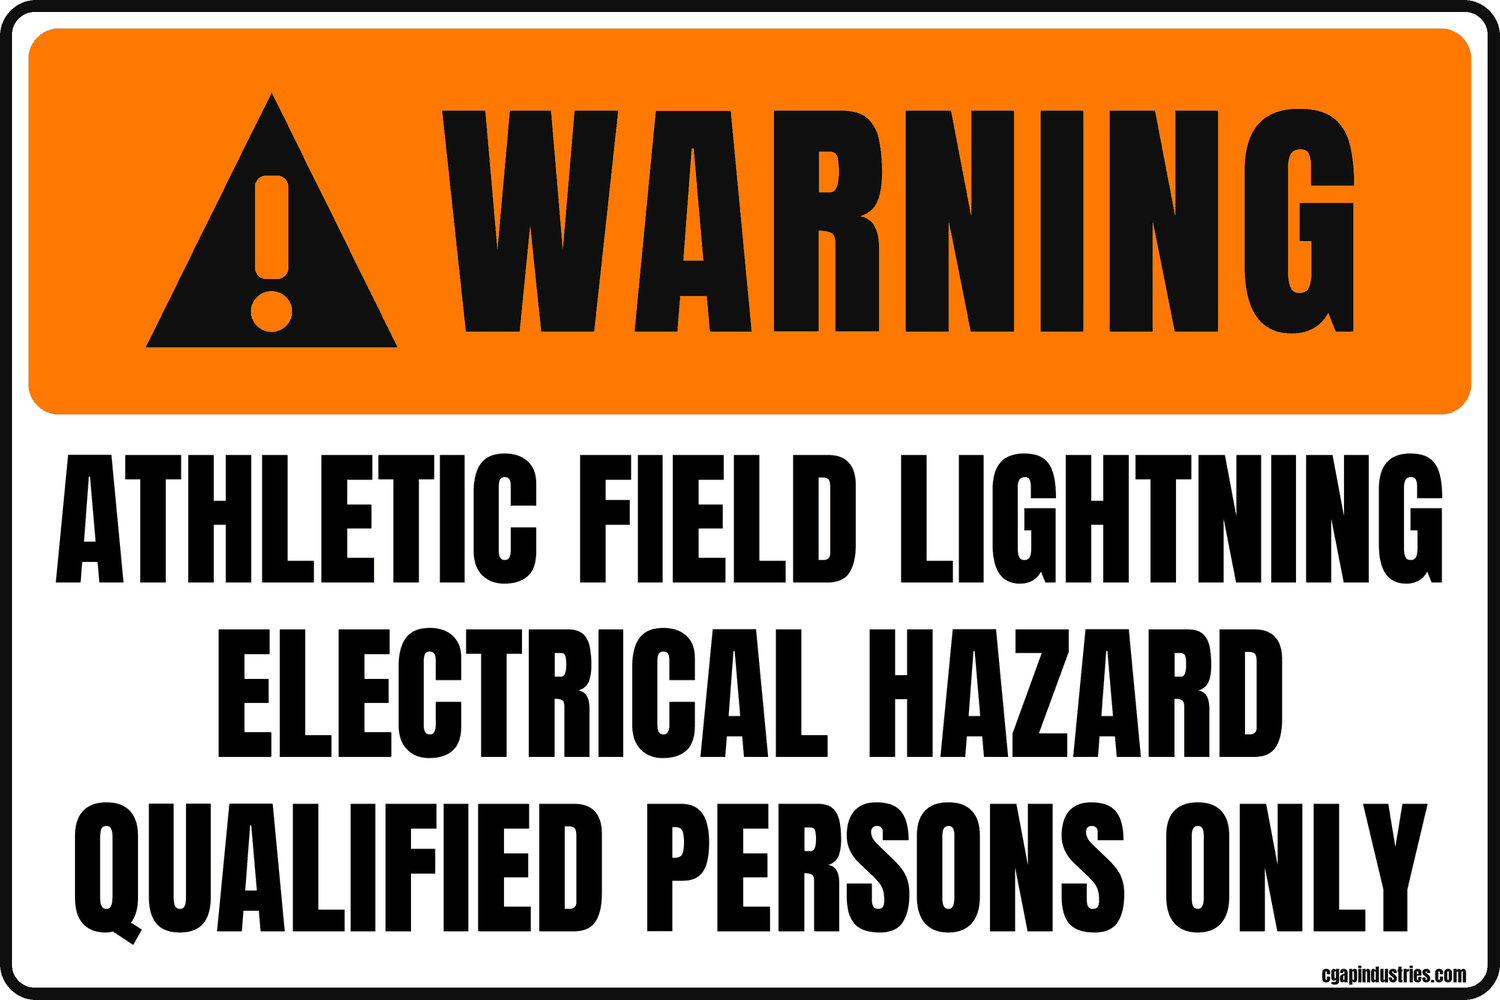 WARNING
ATHLETIC FIELD LIGHTNING
ELECTRICAL HAZARD
QUALIFIED PERSONS ONLY
cgapindustries.com